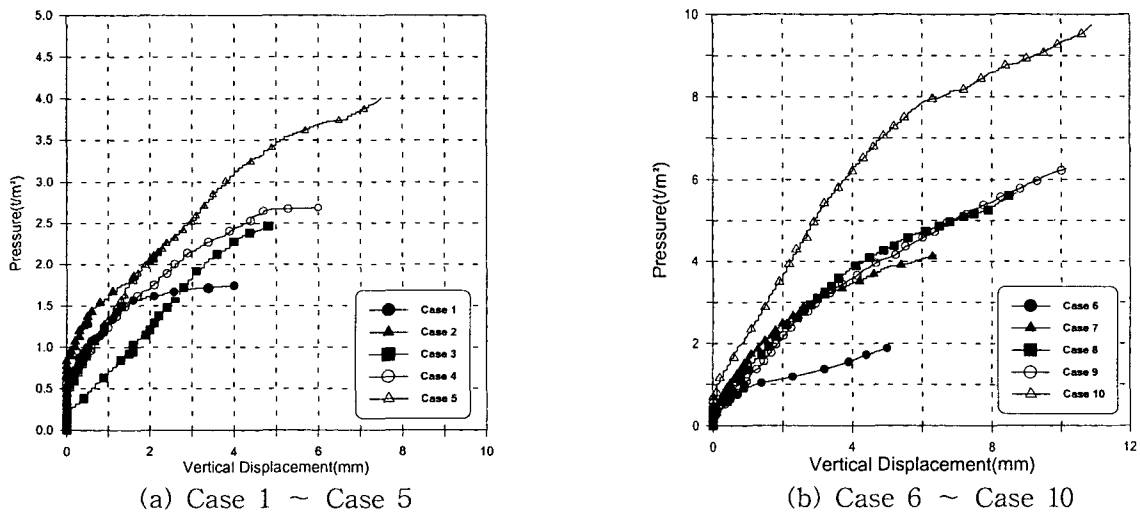 5.0
4.5
4.0
3.5
3.0
2.5
2.0
1.5
1.0
0.5
0.0
Pressure(t/m²)
0 2 4 6 8 10
Vertical Displacement(mm)
Case 1
Case 2
Case 3
Case 4
Case 5
(a) Case 1 ~ Case 5
10
8
6
4
2
0
Pressure(t/m²)
0 2 4 6 8 10 12
Vertical Displacement(mm)
Case 6
Case 7
Case 8
Case 9
Case 10
(b) Case 6 ~ Case 10